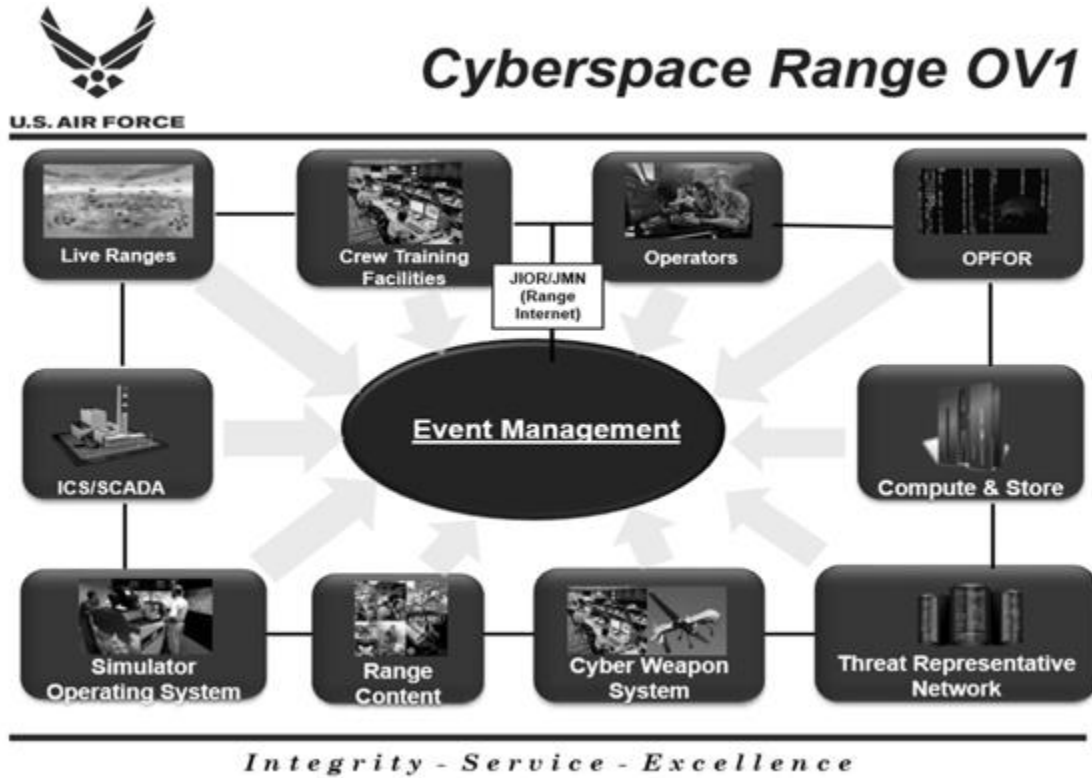 Cyberspace Range OV1
U.S. AIR FORCE
Live Ranges
Crew Training
Facilities
Operators
OPFOR
JIOR/JMN
(Range
Internet)
Event Management
ICS/SCADA
Compute & Store
Simulator
Operating System
Range
Content
Cyber Weapon
System
Threat Representative
Network
Integrity - Service - Excellence